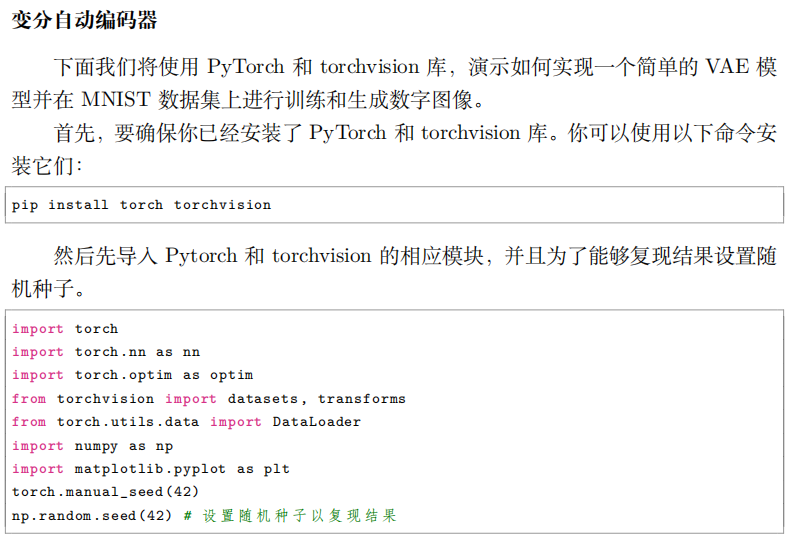 变分自动编码器
下面我们将使用 PyTorch 和 torchvision 库，演示如何实现一个简单的 VAE 模
型并在 MNIST 数据集上进行训练和生成数字图像。
首先，要确保你已经安装了 PyTorch 和 torchvision 库。你可以使用以下命令安
装它们：
pip install torch torchvision
然后先导入 Pytorch 和 torchvision 的相应模块，并且为了能够复现结果设置随
机种子。
import torch
import torch.nn as nn
import torch.optim as optim
from torchvision import datasets, transforms
from torch.utils.data import DataLoader
import numpy as np
import matplotlib.pyplot as plt
torch.manual_seed(42)
np.random.seed(42) # 设置随机种子以复现结果